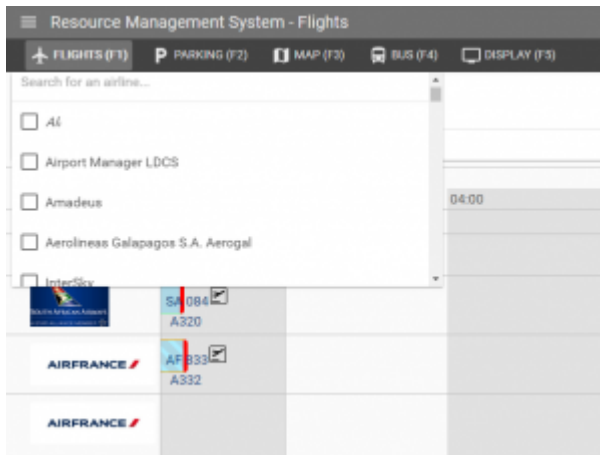 Resource Management System - Flights
FLIGHTS (F1) PARKING (F2) MAP (F3) BUS (F4) DISPLAY (F5)
Search for an airline...
All
Airport Manager LDCS
Amadeus
04:00
Aerolineas Galapagos S.A. Aerogal
InterSky
SA 084
A320
AIRFRANCE
AF 833
A332
AIRFRANCE